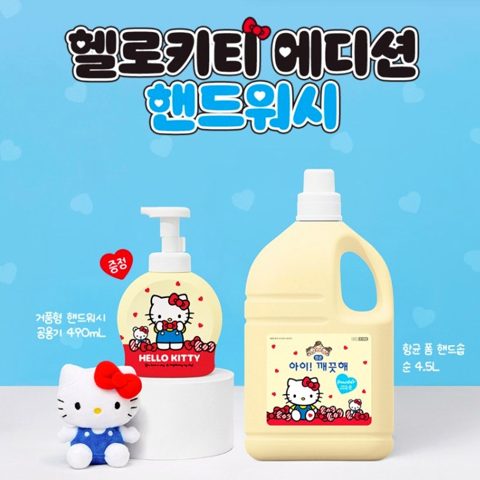 헬로키티 에디션
핸드워시
증정
거품형 핸드워시
공용기 490mL
HELLO KITTY
아이! 깨끗해
항균 폼 핸드솝
순 4.5L